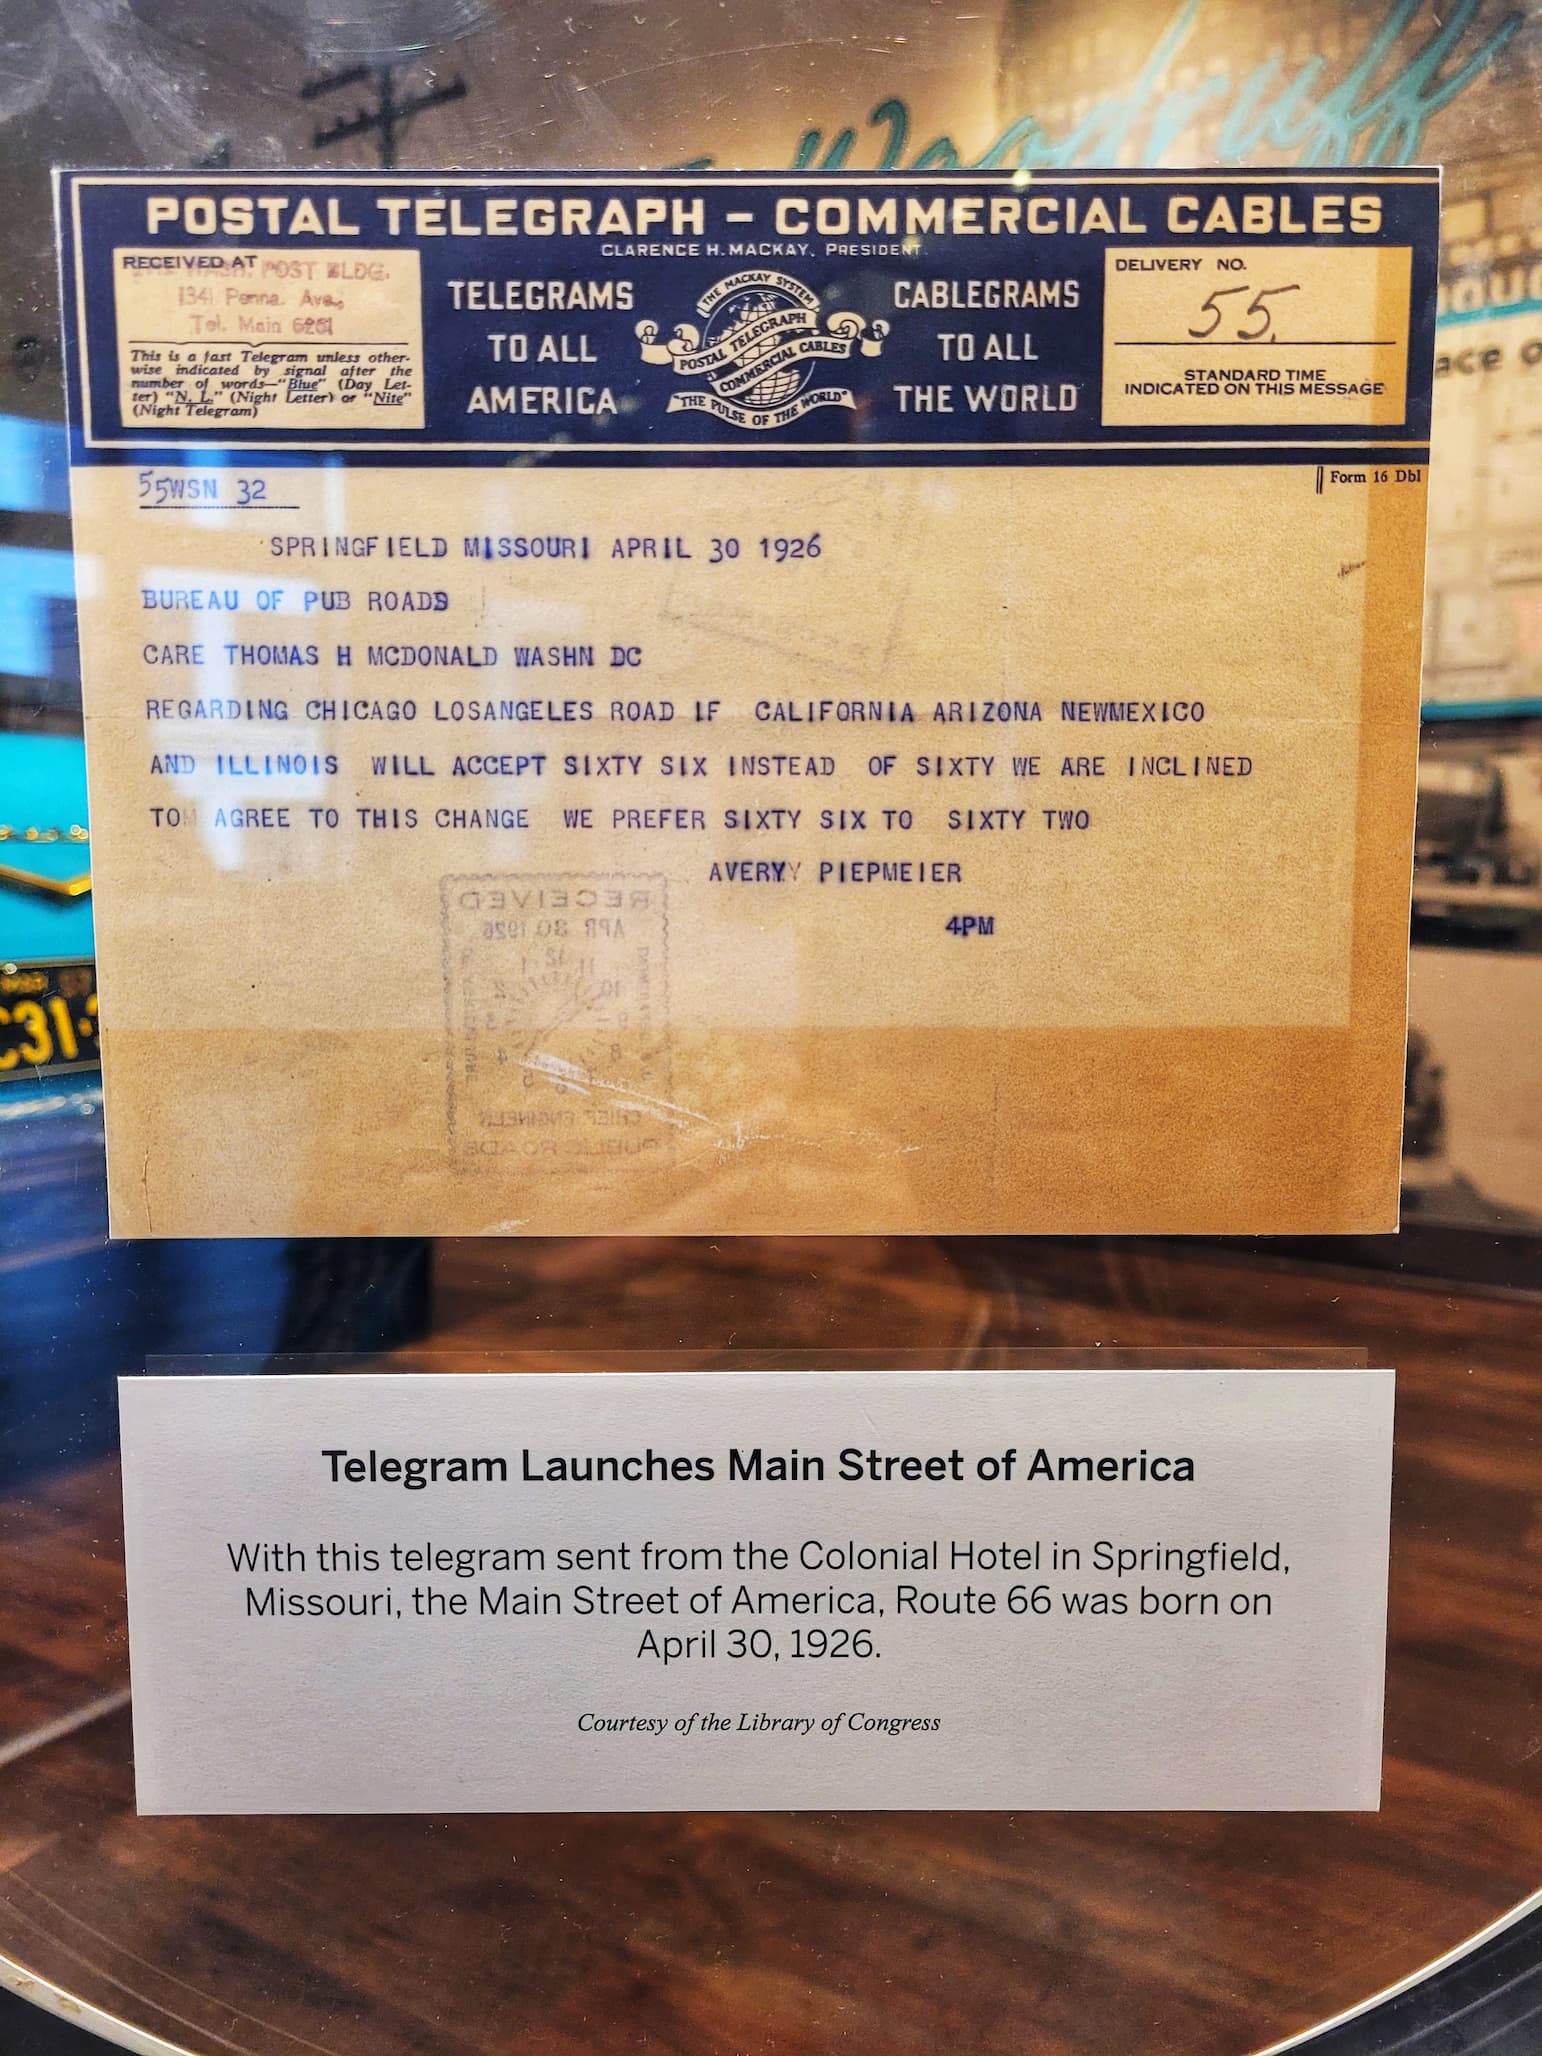 Woodruff
POSTAL TELEGRAPH - COMMERCIAL CABLES
CLARENCE H. MACKAY, PRESIDENT.
RECEIVED AT
WASH. POST BLDG.
1341 Penna. Ave.,
Tel. Main 6251
This is a fast Telegram unless other-
wise indicated by signal after the
number of words—"Blue" (Day Let-
ter) "N. L." (Night Letter) or "Nite"
(Night Telegram)
TELEGRAMS
TO ALL
AMERICA
THE MACKAY SYSTEM
POSTAL TELEGRAPH
COMMERCIAL CABLES
"THE PULSE OF THE WORLD"
CABLEGRAMS
TO ALL
THE WORLD
DELIVERY NO.
55.
STANDARD TIME
INDICATED ON THIS MESSAGE
Form 16 Dbl
55WSN 32
SPRINGFIELD MISSOURI APRIL 30 1926
BUREAU OF PUB ROADS
CARE THOMAS H MCDONALD WASHN DC
REGARDING CHICAGO LOSANGELES ROAD IF CALIFORNIA ARIZONA NEWMEXICO
AND ILLINOIS WILL ACCEPT SIXTY SIX INSTEAD OF SIXTY WE ARE INCLINED
TO AGREE TO THIS CHANGE WE PREFER SIXTY SIX TO SIXTY TWO
AVERY PIEPMEIER
4PM
RECEIVED
APR 30 1926
CHIEF ENGINEER
PUBLIC ROADS
Telegram Launches Main Street of America
With this telegram sent from the Colonial Hotel in Springfield,
Missouri, the Main Street of America, Route 66 was born on
April 30, 1926.
Courtesy of the Library of Congress